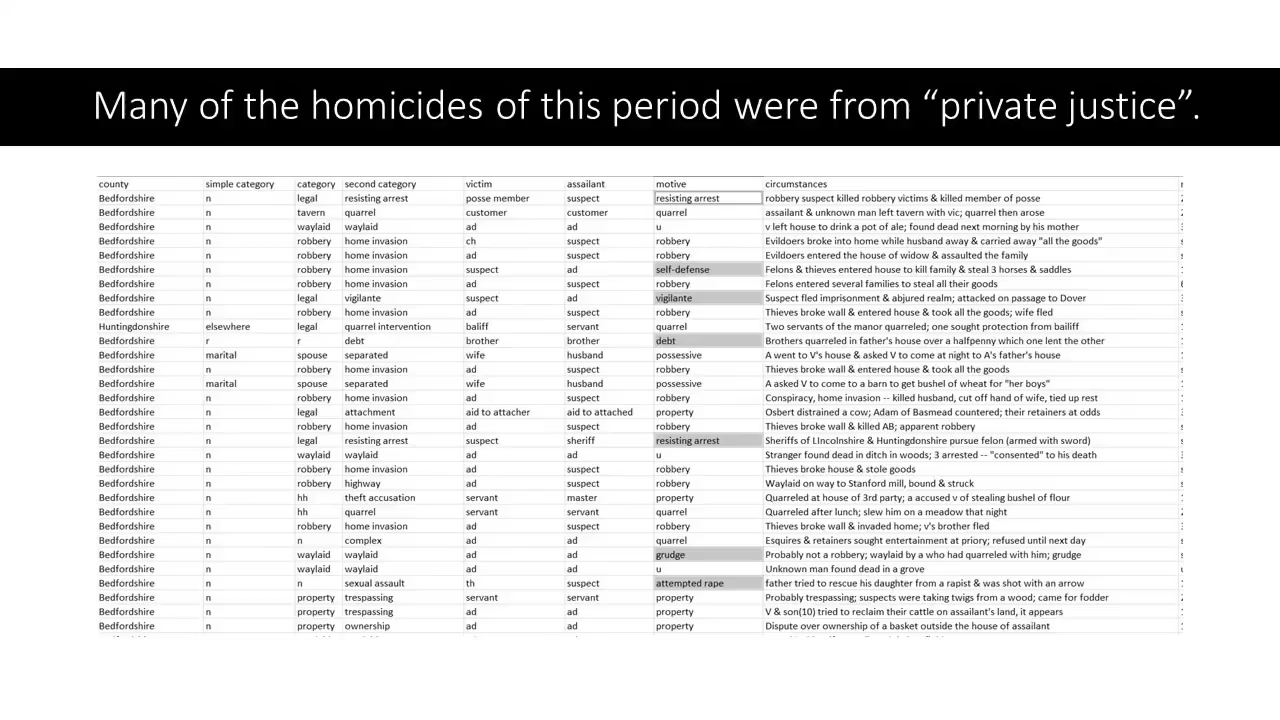 Many of the homicides of this period were from “private justice”.
county simple category category second category victim assailant motive circumstances
Bedfordshire n legal resisting arrest posse member suspect resisting arrest robbery suspect killed robbery victims & killed member of posse
Bedfordshire n tavern quarrel customer customer quarrel assailant & unknown man left tavern with vic; quarrel then arose
Bedfordshire n waylaid waylaid ad ad u v left house to drink a pot of ale; found dead next morning by his mother
Bedfordshire n robbery home invasion ch suspect robbery Evildoers broke into home while husband away & carried away "all the goods"
Bedfordshire n robbery home invasion ad suspect robbery Evildoers entered the house of widow & assaulted the family
Bedfordshire n robbery home invasion suspect ad self-defense Felons & thieves entered house to kill family & steal 3 horses & saddles
Bedfordshire n robbery home invasion ad suspect robbery Felons entered several families to steal all their goods
Bedfordshire n legal vigilante suspect ad vigilante Suspect fled imprisonment & abjured realm; attacked on passage to Dover
Bedfordshire n robbery home invasion ad suspect robbery Thieves broke wall & entered house & took all the goods; wife fled
Huntingdonshire elsewhere legal quarrel intervention baliff servant quarrel Two servants of the manor quarreled; one sought protection from bailiff
Bedfordshire r r debt brother brother debt Brothers quarreled in father's house over a halfpenny which one lent the other
Bedfordshire marital spouse separated wife husband possessive A went to V's house & asked V to come at night to A's father's house
Bedfordshire n robbery home invasion ad suspect robbery Thieves broke wall & entered house & took all the goods
Bedfordshire marital spouse separated wife husband possessive A asked V to come to a barn to get bushel of wheat for "her boys"
Bedfordshire n robbery home invasion ad suspect robbery Conspiracy, home invasion -- killed husband, cut off hand of wife, tied up rest
Bedfordshire n legal attachment aid to attacher aid to attached property Osbert distrained a cow; Adam of Basmead countered; their retainers at odds
Bedfordshire n robbery home invasion ad suspect robbery Thieves broke wall & killed AB; apparent robbery
Bedfordshire n legal resisting arrest suspect sheriff resisting arrest Sheriffs of LIncolnshire & Huntingdonshire pursue felon (armed with sword)
Bedfordshire n waylaid waylaid ad ad u Stranger found dead in ditch in woods; 3 arrested -- "consented" to his death
Bedfordshire n robbery home invasion ad suspect robbery Thieves broke house & stole goods
Bedfordshire n robbery highway ad suspect robbery Waylaid on way to Stanford mill, bound & struck
Bedfordshire n hh theft accusation servant master property Quarreled at house of 3rd party; a accused v of stealing bushel of flour
Bedfordshire n hh quarrel servant servant quarrel Quarreled after lunch; slew him on a meadow that night
Bedfordshire n robbery home invasion ad suspect robbery Thieves broke wall & invaded home; v's brother fled
Bedfordshire n n complex ad ad quarrel Esquires & retainers sought entertainment at priory; refused until next day
Bedfordshire n waylaid waylaid ad ad grudge Probably not a robbery; waylaid by a who had quarreled with him; grudge
Bedfordshire n waylaid waylaid ad ad u Unknown man found dead in a grove
Bedfordshire n n sexual assault th suspect attempted rape father tried to rescue his daughter from a rapist & was shot with an arrow
Bedfordshire n property trespassing servant servant property Probably trespassing; suspects were taking twigs from a wood; came for fodder
Bedfordshire n property trespassing ad ad property V & son(10) tried to reclaim their cattle on assailant's land, it appears
Bedfordshire n property ownership ad ad property Dispute over ownership of a basket outside the house of assailant